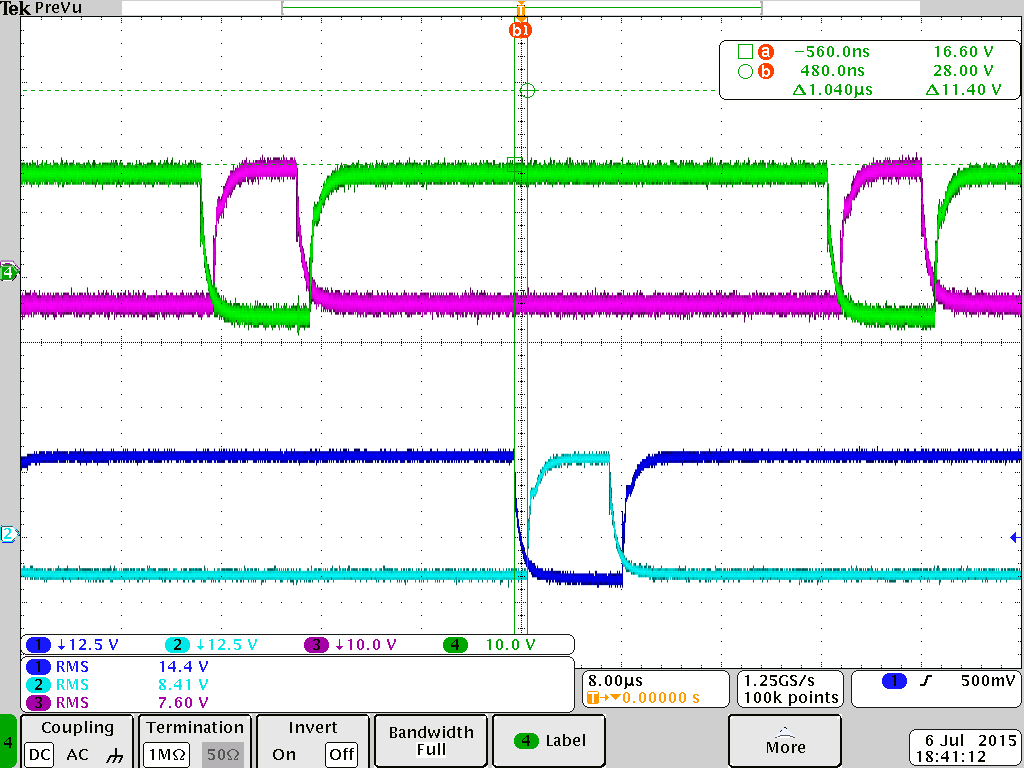 Tek PreVu
T
b1
a −560.0ns 16.60 V
b 480.0ns 28.00 V
Δ1.040µs Δ11.40 V
4
2
1 ↓12.5 V 2 ↓12.5 V 3 ↓10.0 V 4 10.0 V
1 RMS 14.4 V
2 RMS 8.41 V
3 RMS 7.60 V
8.00µs
T→▼0.00000 s
1.25GS/s
100k points
1 500mV
4
Coupling
DC AC
Termination
1MΩ 50Ω
Invert
On Off
Bandwidth
Full
4 Label
More
6 Jul 2015
18:41:12